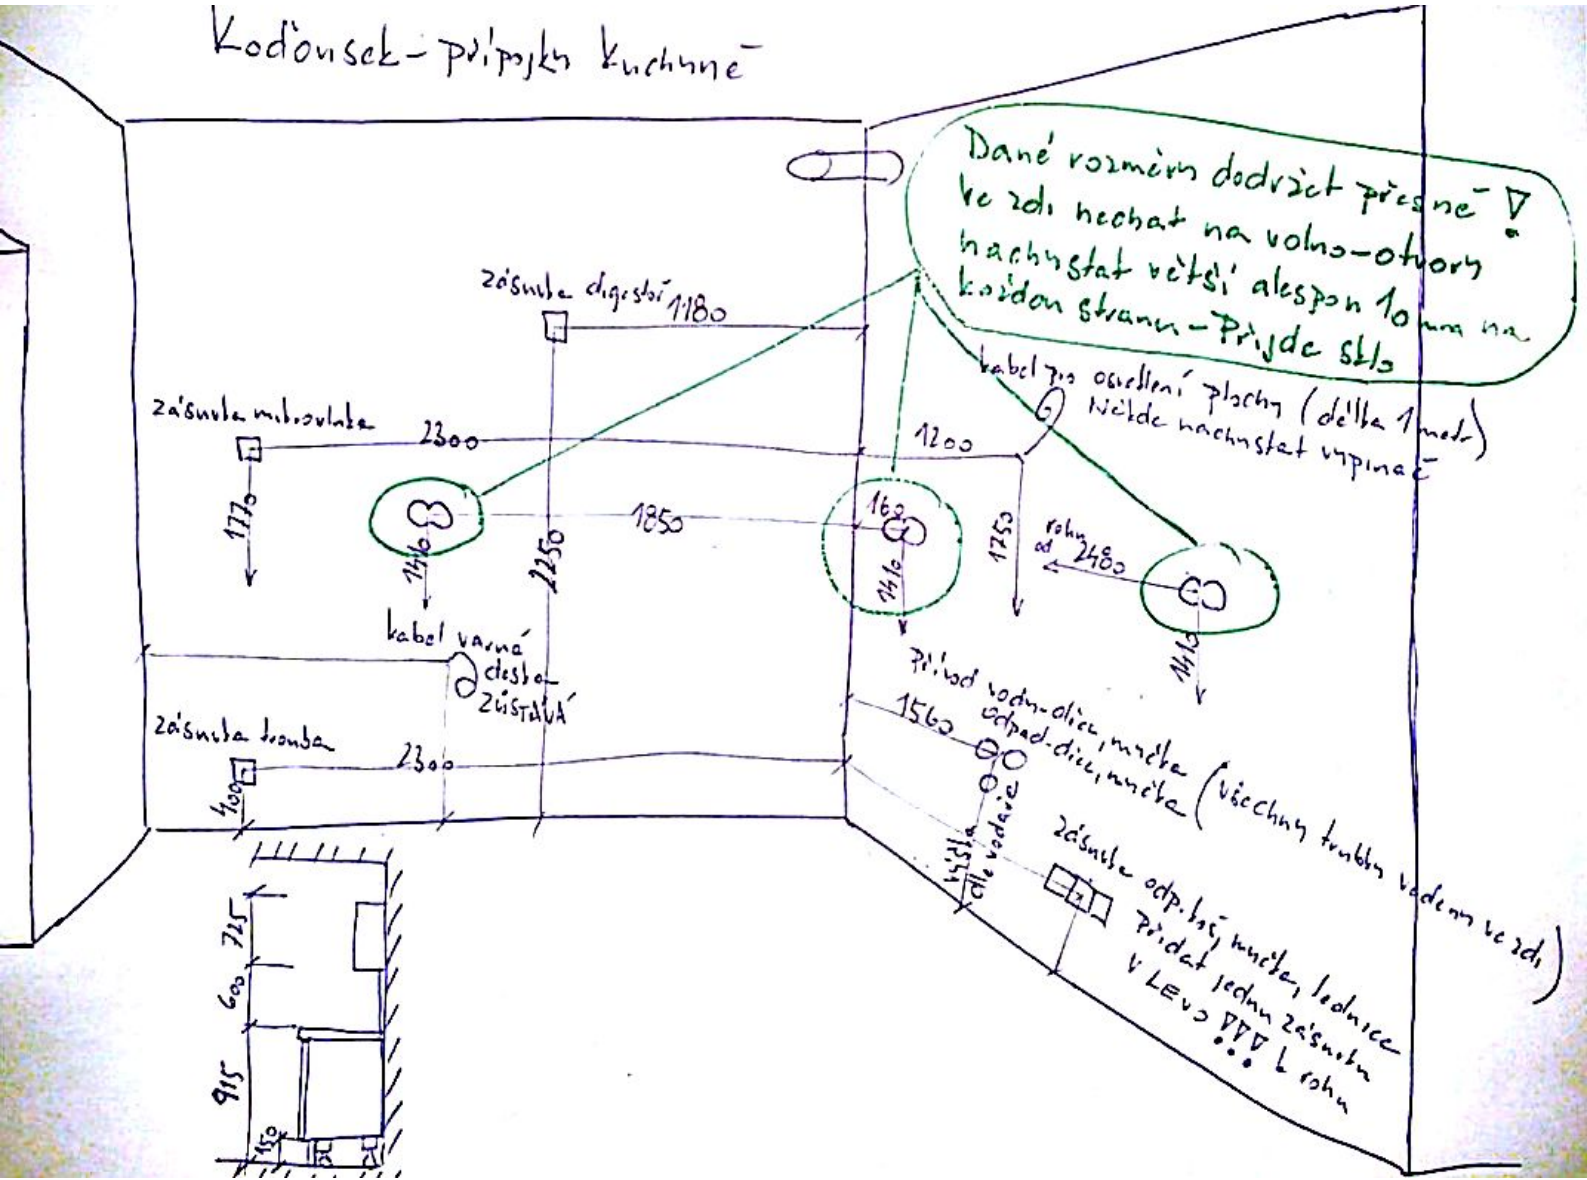 Koďousek - přípojky kuchyně
Dané rozměry dodržet přesně !
Ve zdi nechat na volno - otvory
nachystat větší alespon 10 mm na
každou stranu - Přijde sklo
zásuvka digestoř 1180
kabel pro osvětlení plochy (délka 1 metr)
Někde nachystat vypínač
zásuvka mikrovlnka
2300
1200
1770
1850
160
1410
2250
1410
1750
rohu
od 2480
1410
kabel varná
deska
ZŮSTÁVÁ
Přívod vody - dřez, myčka
odpad - dřez, myčka
(všechny trubky vedeny ve zdi)
1560
výška
dle vodaře
zásuvka trouba
2300
400
zásuvka odp. koš, myčka, lednice
Přidat jednu zásuvku
V LEVO !!! k rohu
725
600
915
150